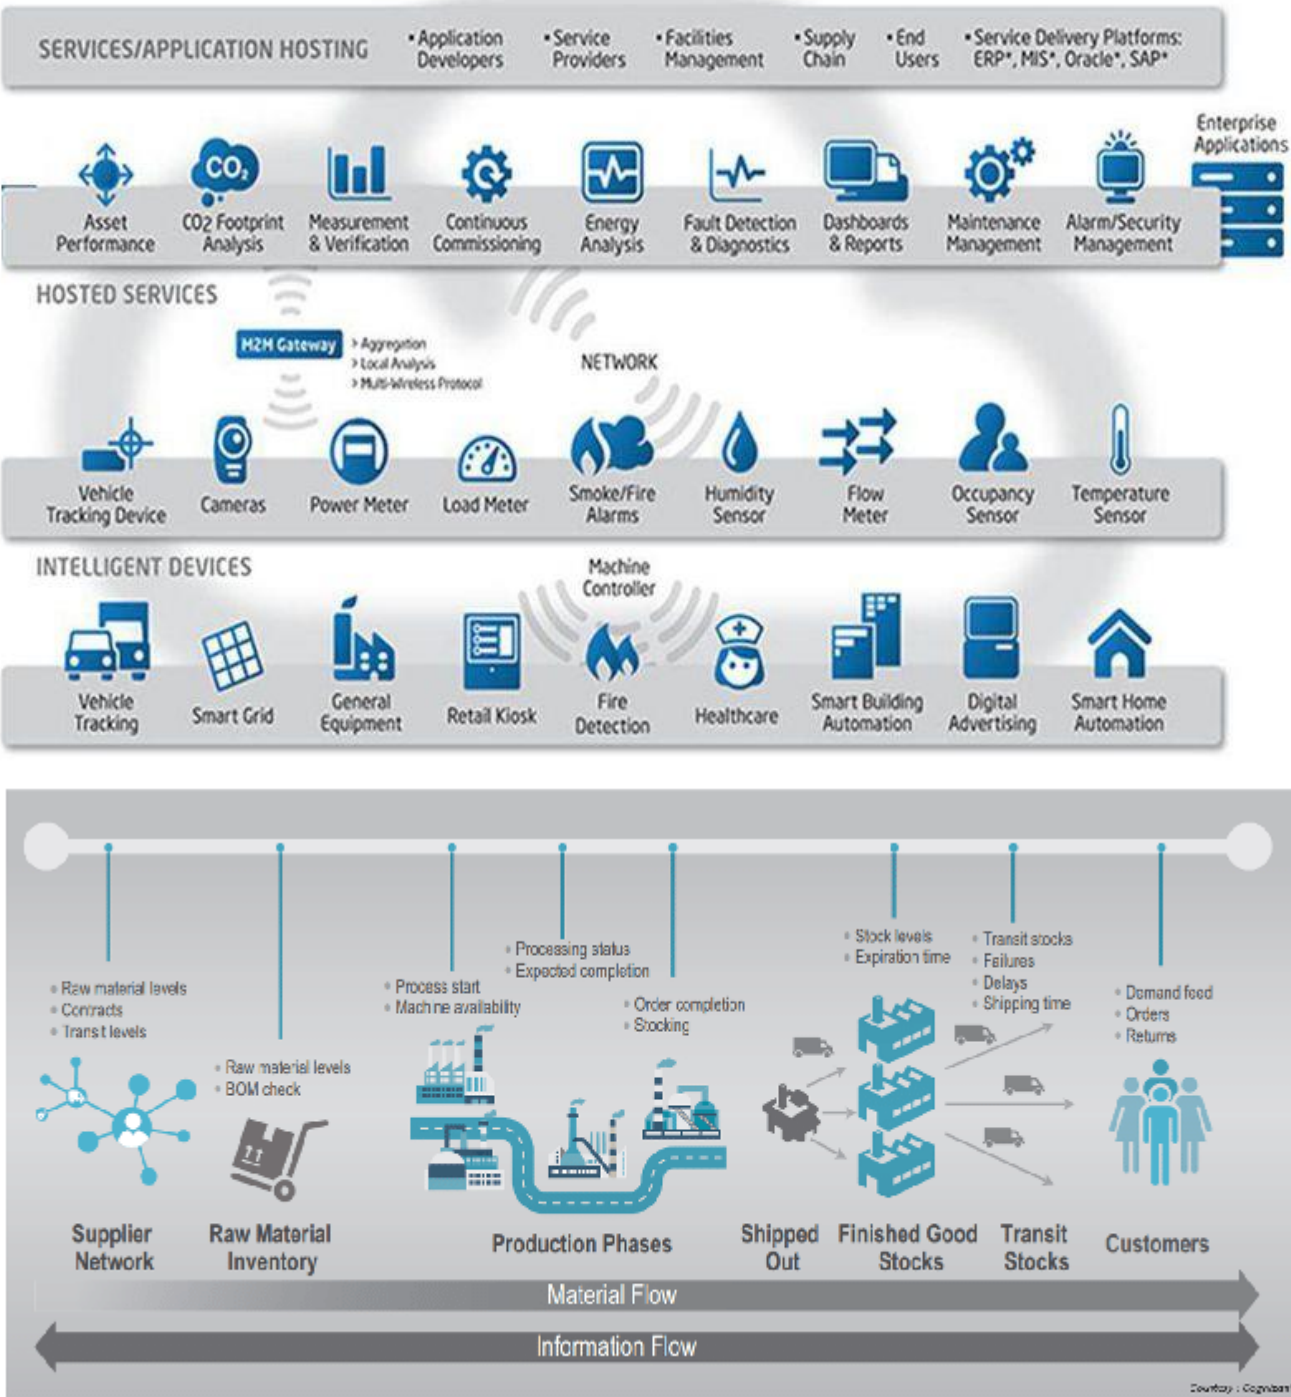 SERVICES/APPLICATION HOSTING
• Application
Developers
• Service
Providers
• Facilities
Management
• Supply
Chain
• End
Users
• Service Delivery Platforms:
ERP*, MIS*, Oracle*, SAP*
Enterprise
Applications
CO2
Asset
Performance
CO2 Footprint
Analysis
Measurement
& Verification
Continuous
Commissioning
Energy
Analysis
Fault Detection
& Diagnostics
Dashboards
& Reports
Maintenance
Management
Alarm/Security
Management
HOSTED SERVICES
M2M Gateway
> Aggregation
> Local Analysis
> Multi-Wireless Protocol
NETWORK
Vehicle
Tracking Device
Cameras
Power Meter
Load Meter
Smoke/Fire
Alarms
Humidity
Sensor
Flow
Meter
Occupancy
Sensor
Temperature
Sensor
INTELLIGENT DEVICES
Machine
Controller
Vehicle
Tracking
Smart Grid
General
Equipment
Retail Kiosk
Fire
Detection
Healthcare
Smart Building
Automation
Digital
Advertising
Smart Home
Automation
• Raw material levels
• Contracts
• Transit levels
• Raw material levels
• BOM check
• Process start
• Machine availability
• Processing status
• Expected completion
• Order completion
• Stocking
• Stock levels
• Expiration time
• Transit stocks
• Failures
• Delays
• Shipping time
• Demand feed
• Orders
• Returns
Supplier
Network
Raw Material
Inventory
Production Phases
Shipped
Out
Finished Good
Stocks
Transit
Stocks
Customers
Material Flow
Information Flow
Courtesy : Cognizant